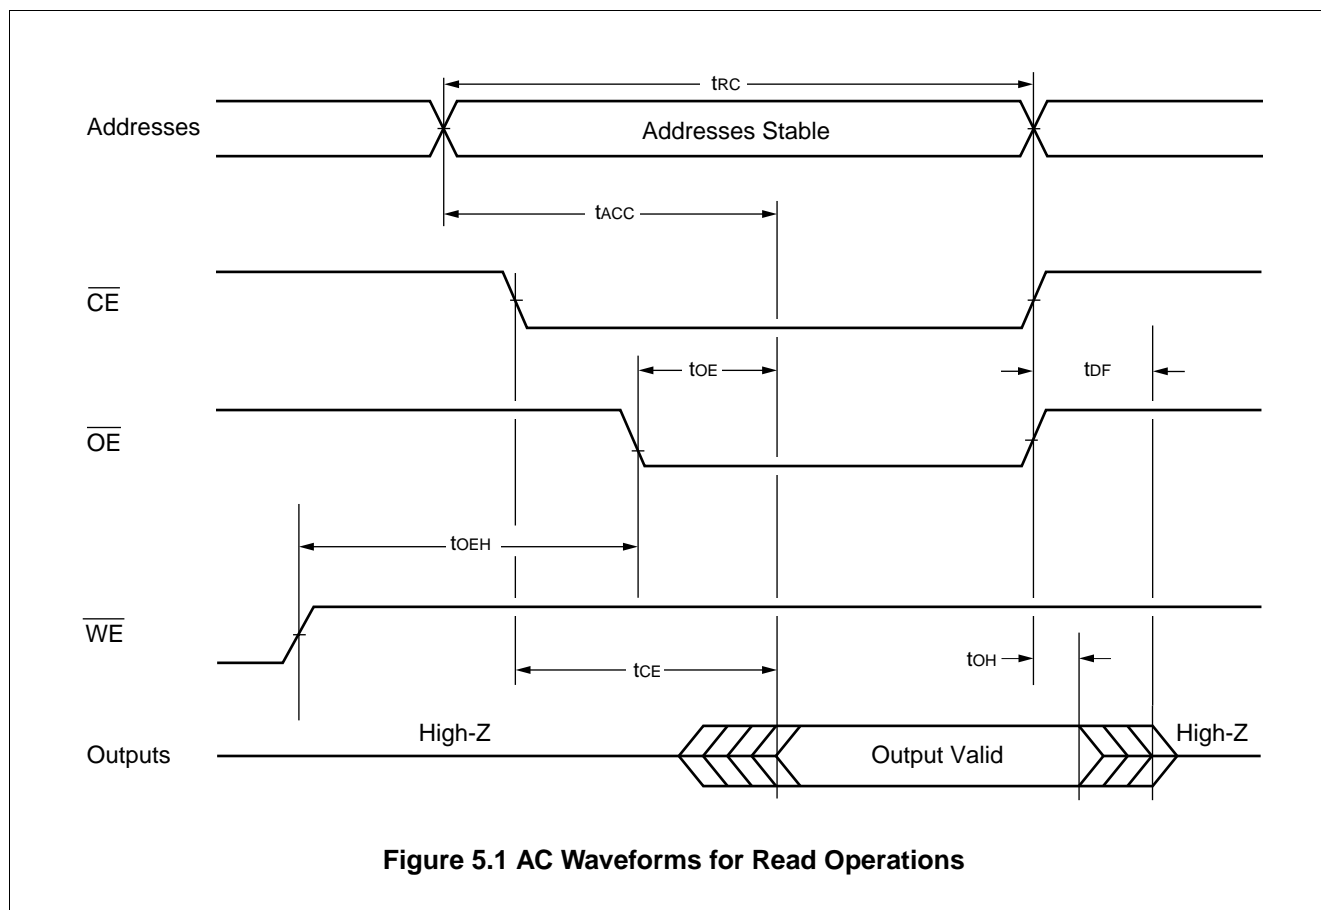 tRC
Addresses
Addresses Stable
tACC
CE
tOE
tDF
OE
tOEH
WE
tOH
tCE
High-Z
High-Z
Outputs
Output Valid
Figure 5.1 AC Waveforms for Read Operations